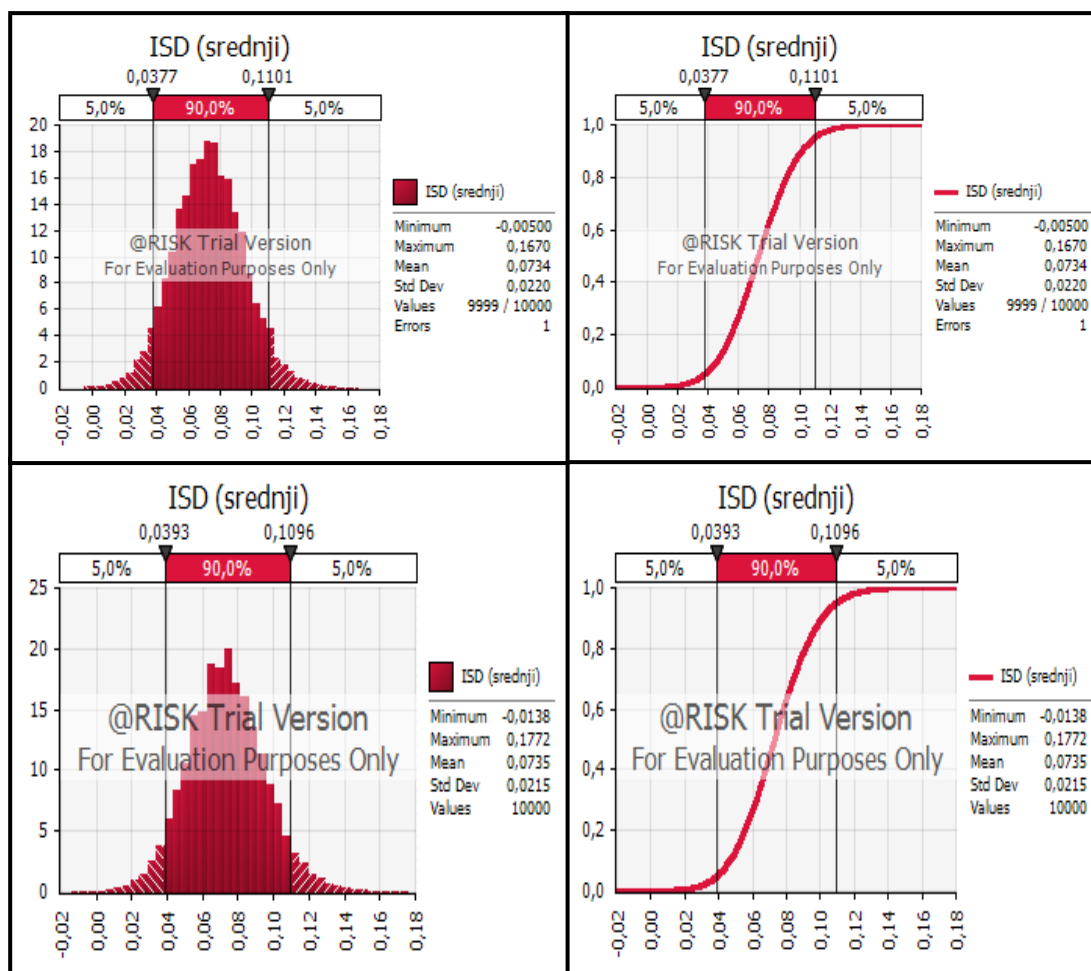 ISD (srednji)
0,0377 0,1101
5,0% 90,0% 5,0%
20
18
16
14
12
10
8
6
4
2
0
-0,02 0,00 0,02 0,04 0,06 0,08 0,10 0,12 0,14 0,16 0,18
@RISK Trial Version
For Evaluation Purposes Only
ISD (srednji)
Minimum -0,00500
Maximum 0,1670
Mean 0,0734
Std Dev 0,0220
Values 9999 / 10000
Errors 1
ISD (srednji)
0,0377 0,1101
5,0% 90,0% 5,0%
1,0
0,8
0,6
0,4
0,2
0,0
-0,02 0,00 0,02 0,04 0,06 0,08 0,10 0,12 0,14 0,16 0,18
@RISK Trial Version
For Evaluation Purposes Only
ISD (srednji)
Minimum -0,00500
Maximum 0,1670
Mean 0,0734
Std Dev 0,0220
Values 9999 / 10000
Errors 1
ISD (srednji)
0,0393 0,1096
5,0% 90,0% 5,0%
25
20
15
10
5
0
-0,02 0,00 0,02 0,04 0,06 0,08 0,10 0,12 0,14 0,16 0,18
@RISK Trial Version
For Evaluation Purposes Only
ISD (srednji)
Minimum -0,0138
Maximum 0,1772
Mean 0,0735
Std Dev 0,0215
Values 10000
ISD (srednji)
0,0393 0,1096
5,0% 90,0% 5,0%
1,0
0,8
0,6
0,4
0,2
0,0
-0,02 0,00 0,02 0,04 0,06 0,08 0,10 0,12 0,14 0,16 0,18
@RISK Trial Version
For Evaluation Purposes Only
ISD (srednji)
Minimum -0,0138
Maximum 0,1772
Mean 0,0735
Std Dev 0,0215
Values 10000